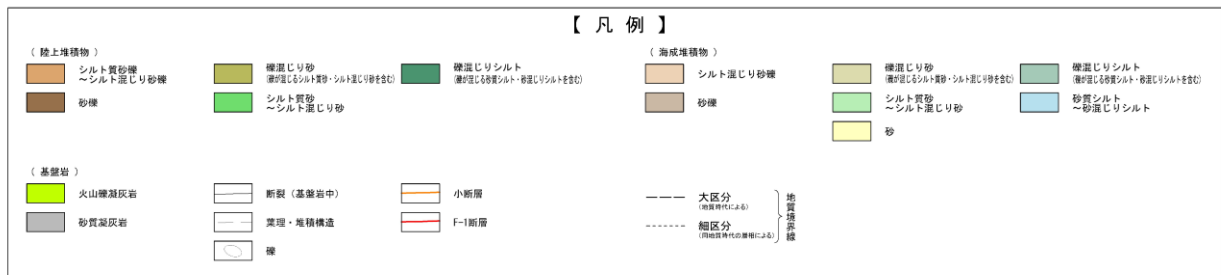 【 凡 例 】
( 陸上堆積物 )
シルト質砂礫
～シルト混じり砂礫
礫混じり砂
(礫が混じるシルト質砂・シルト混じり砂を含む)
礫混じりシルト
(礫が混じる砂質シルト・砂混じりシルトを含む)
砂礫
シルト質砂
～シルト混じり砂
( 海成堆積物 )
シルト混じり砂礫
礫混じり砂
(礫が混じるシルト質砂・シルト混じり砂を含む)
礫混じりシルト
(礫が混じる砂質シルト・砂混じりシルトを含む)
砂礫
シルト質砂
～シルト混じり砂
砂質シルト
～砂混じりシルト
砂
( 基盤岩 )
火山礫凝灰岩
断裂（基盤岩中）
小断層
砂質凝灰岩
葉理・堆積構造
F-1断層
礫
大区分
(地質時代による)
細区分
(同地質時代の層相による)
地質境界線